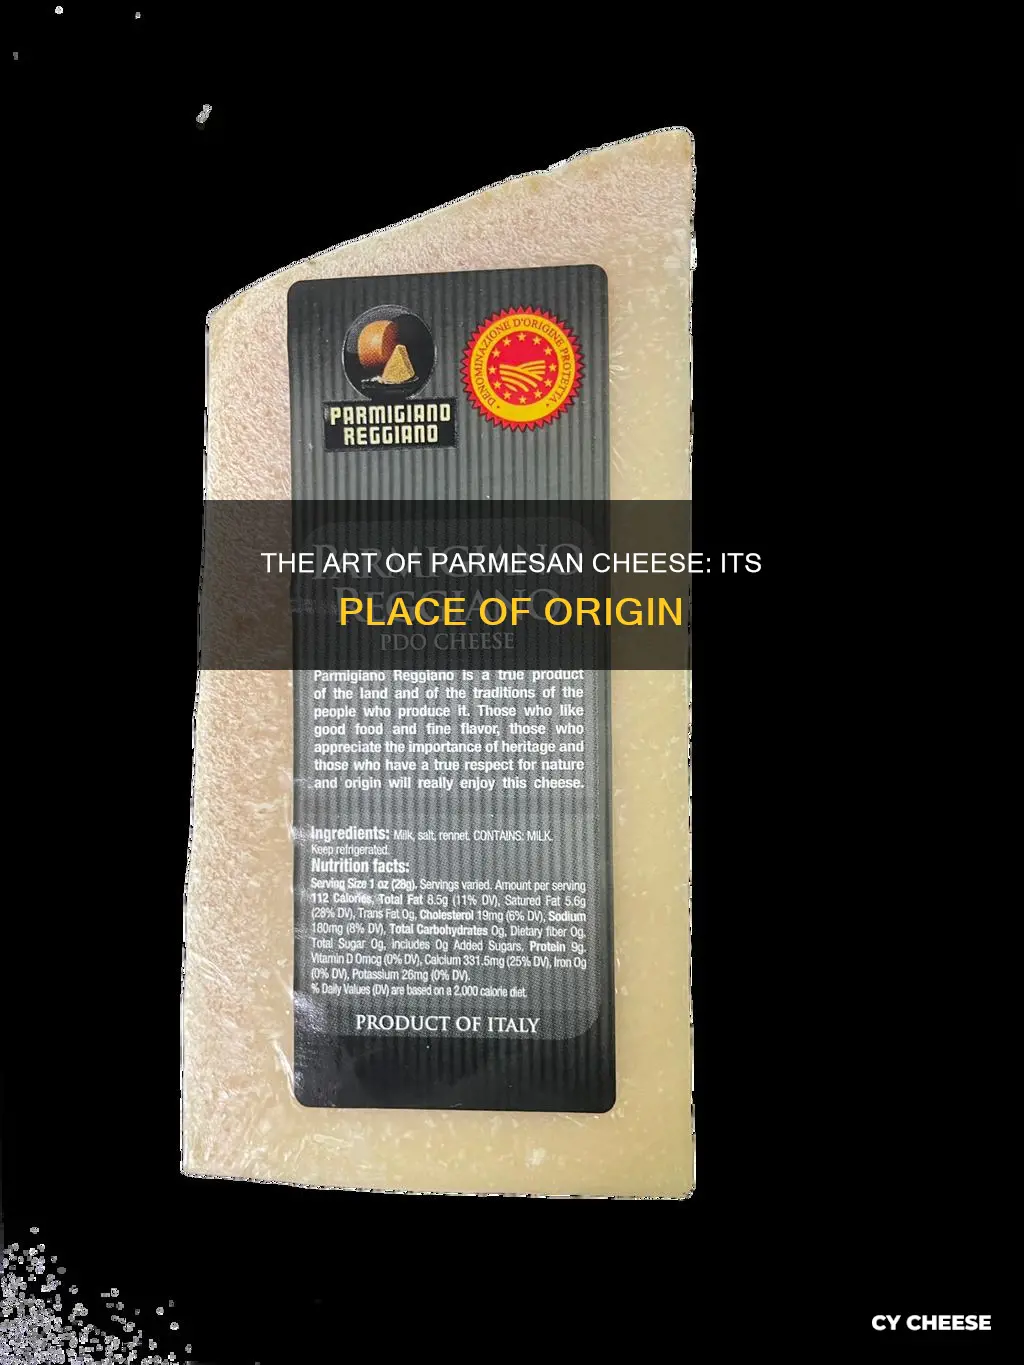 PARMIGIANO
REGGIANO
DENOMINAZIONE D'ORIGINE PROTETTA
THE ART OF PARMESAN CHEESE: ITS
PLACE OF ORIGIN
PARMIGIANO
REGGIANO
PDO CHEESE
Parmigiano Reggiano is a true product
of the land and of the traditions of the
people who produce it. Those who like
good food and fine flavor, those who
appreciate the importance of heritage and
those who have a true respect for nature
and origin will really enjoy this cheese.
Ingredients: Milk, salt, rennet. CONTAINS: MILK.
Keep refrigerated.
Nutrition facts:
Serving Size 1 oz (28g). Servings varied. Amount per serving
112 Calories, Total Fat 8.5g (11% DV), Satured Fat 5.6g
(28% DV), Trans Fat 0g, Cholesterol 19mg (6% DV), Sodium
180mg (8% DV), Total Carbohydrates 0g, Dietary fiber 0g,
Total Sugar 0g, includes 0g Added Sugars, Protein 9g,
Vitamin D 0mcg (0% DV), Calcium 331.5mg (25% DV), Iron 0g
(0% DV), Potassium 26mg (0% DV).
% Daily Values (DV) are based on a 2,000 calorie diet.
PRODUCT OF ITALY
CY CHEESE